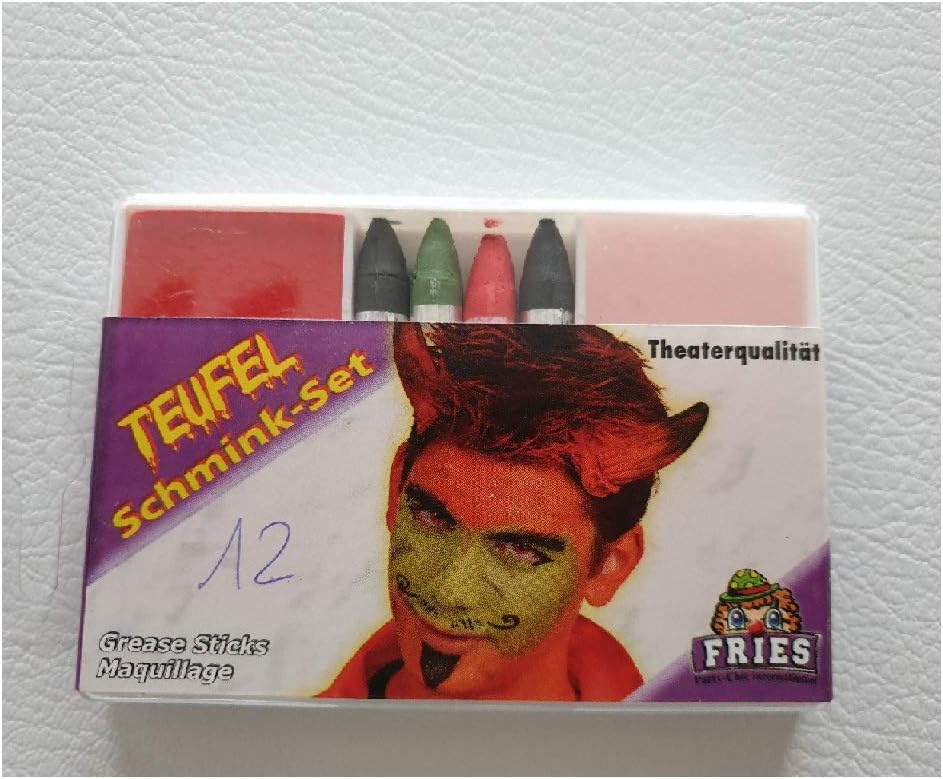 Theaterqualität
TEUFEL
Schmink-Set
12
Grease Sticks
Maquillage
FRIES